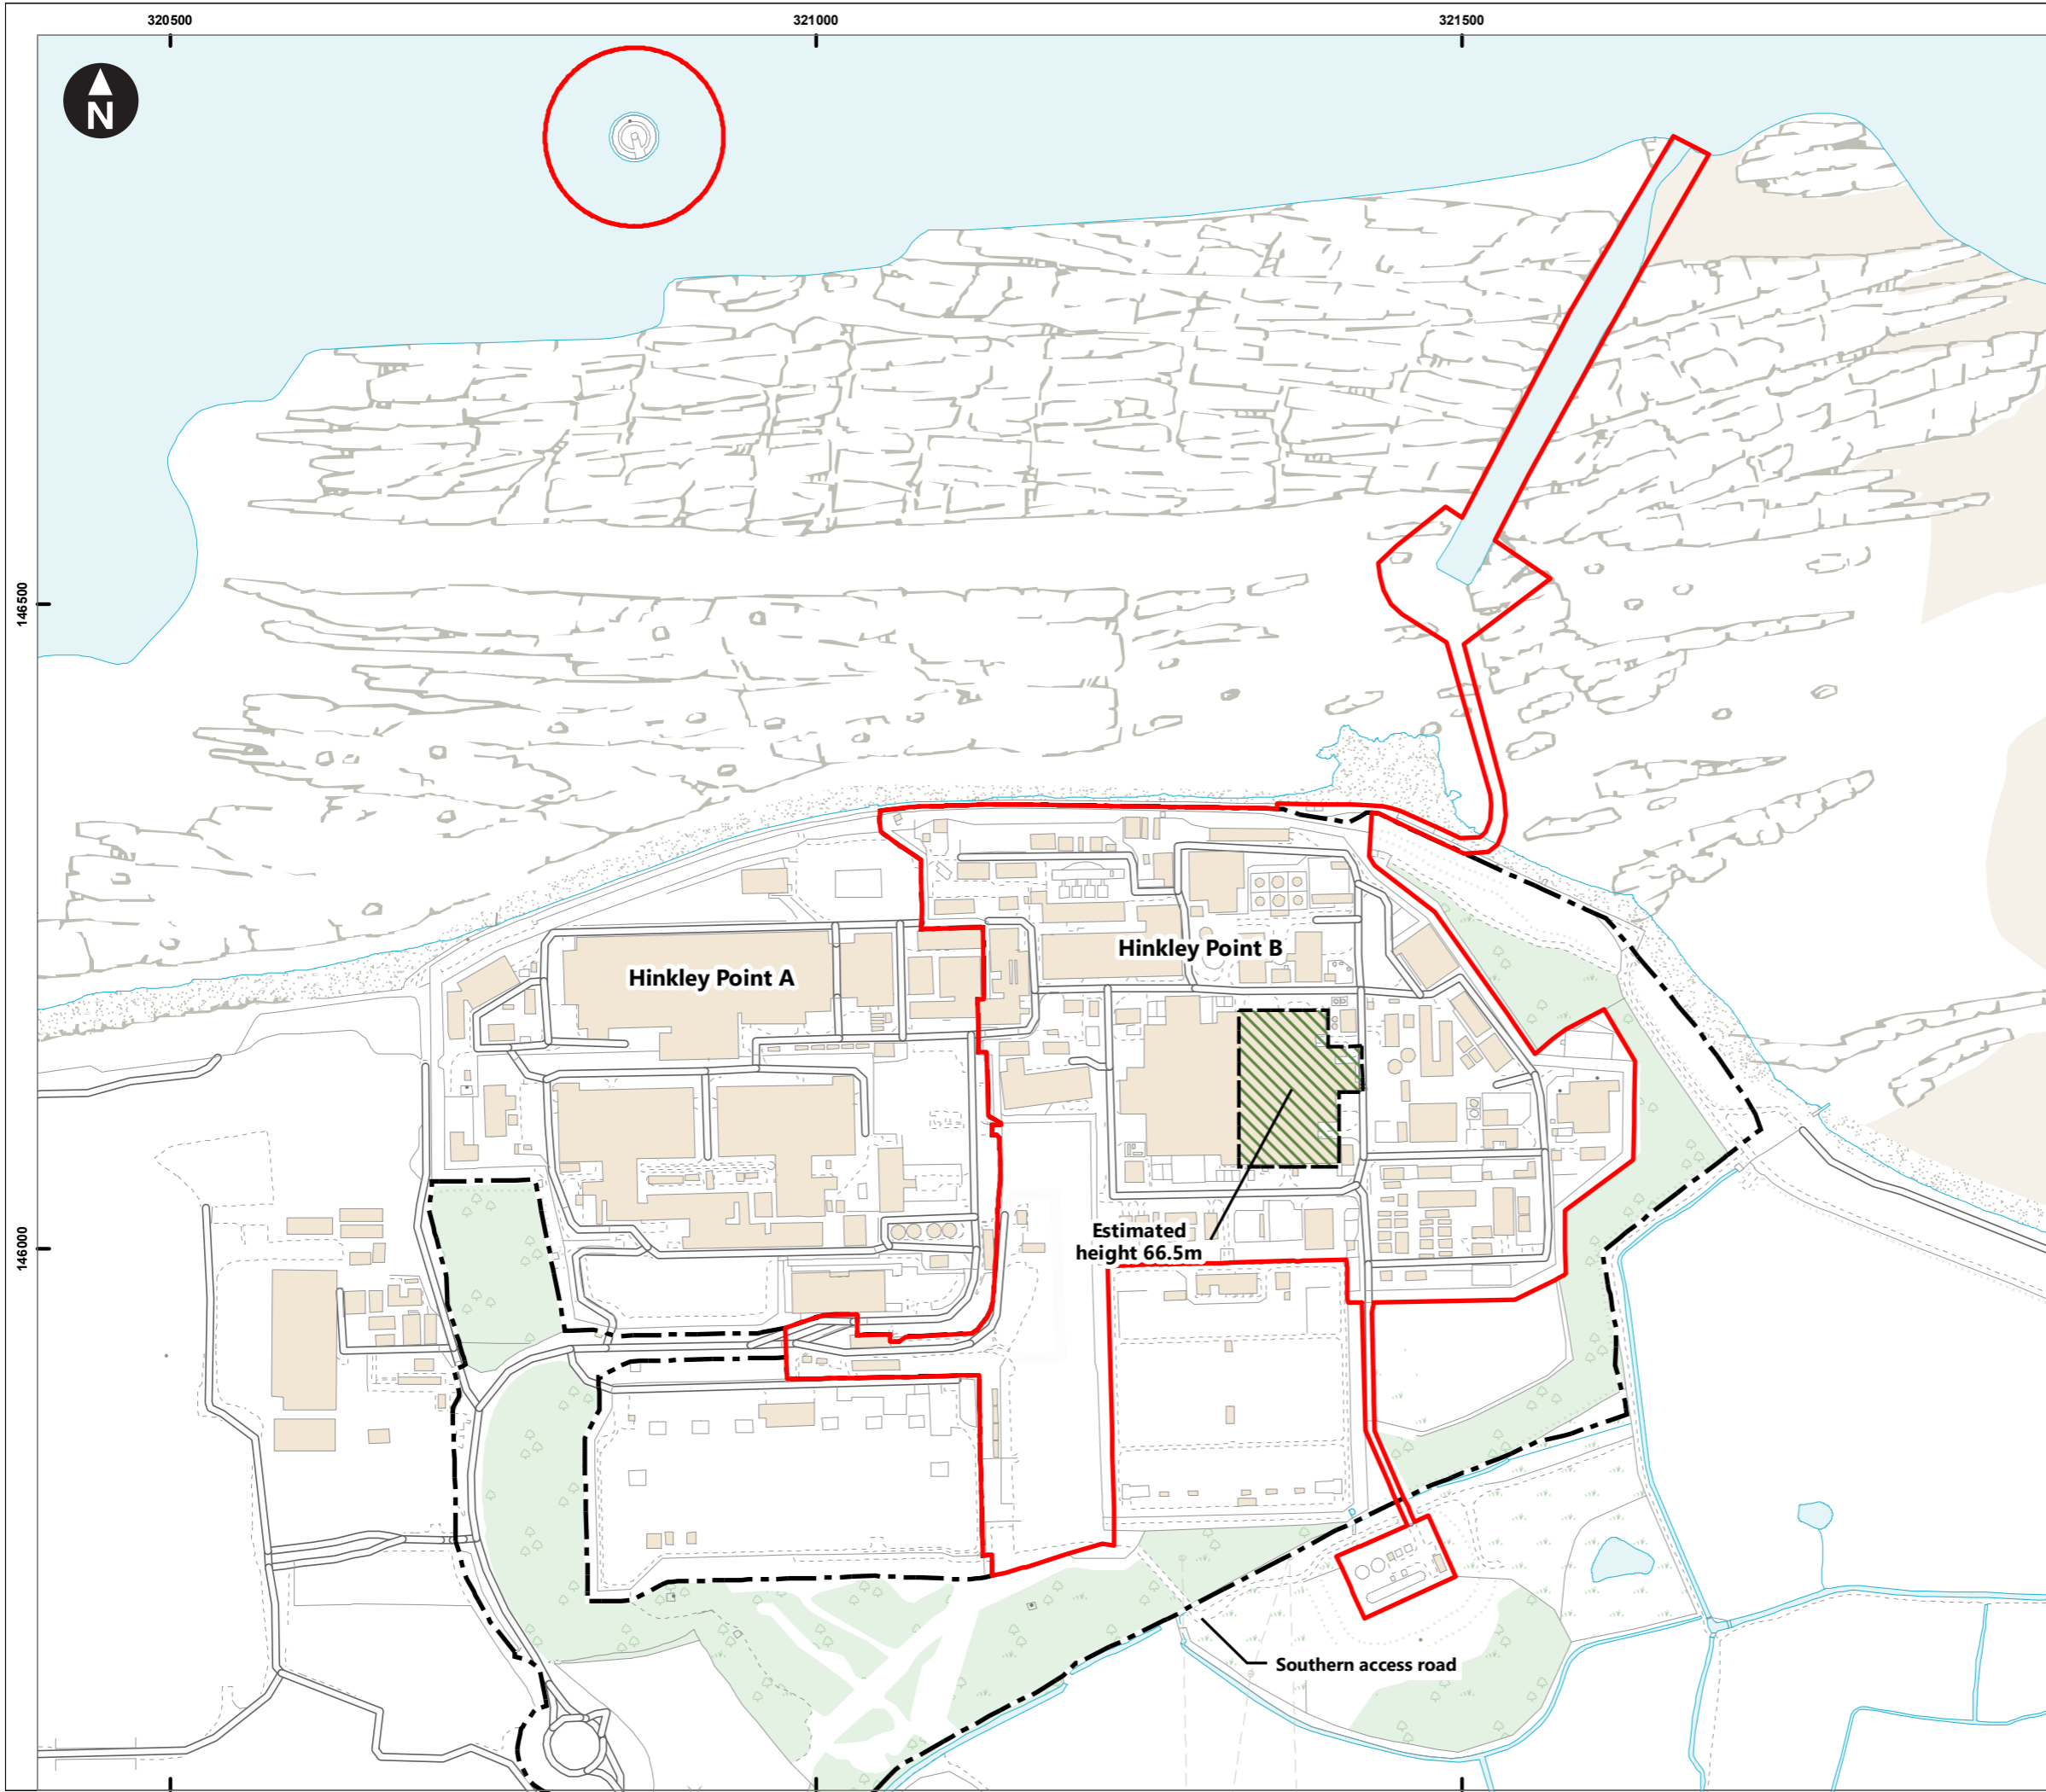 320500
321000
321500
N
146500
Hinkley Point B
Hinkley Point A
Estimated
height 66.5m
146000
P
Southern access road